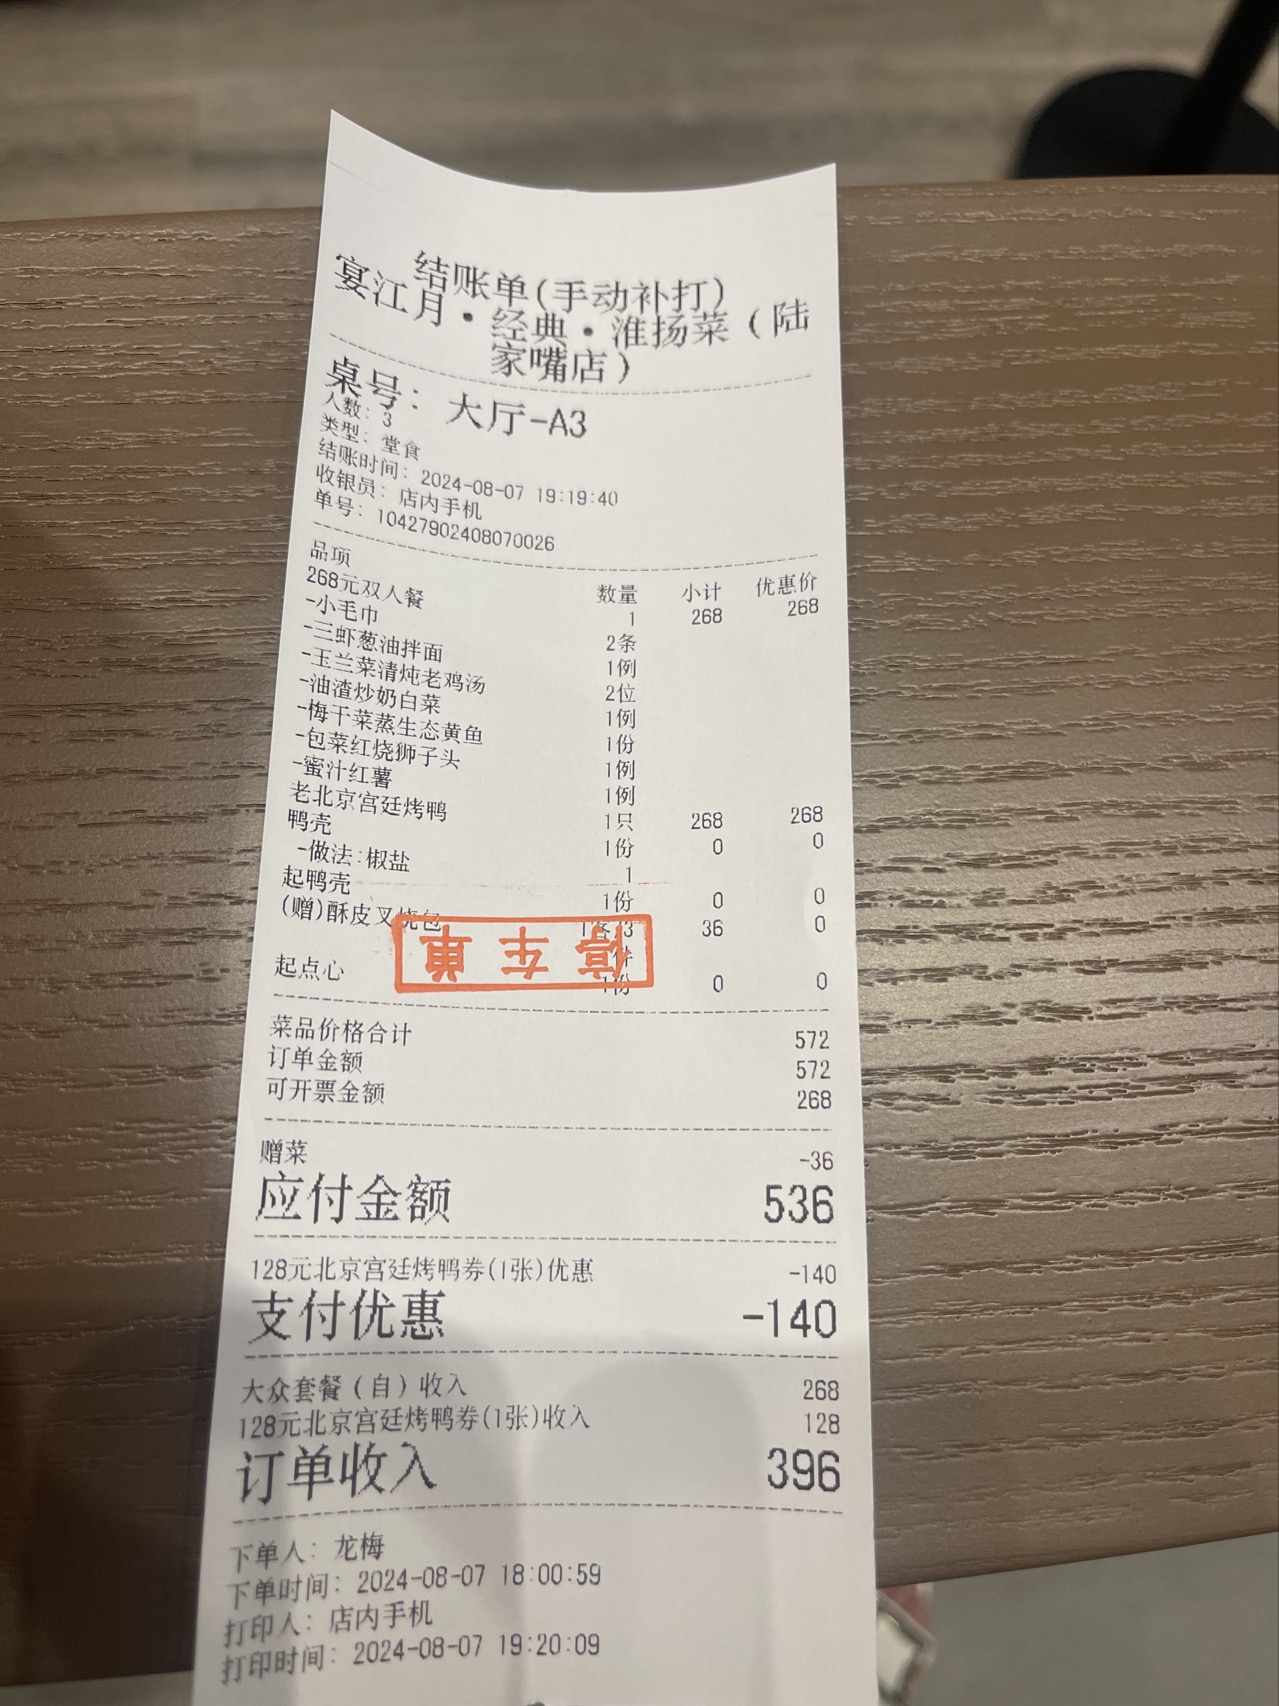 结账单(手动补打)
宴江月·经典·淮扬菜（陆
家嘴店）
桌号： 大厅-A3
人数: 3
类型: 堂食
结账时间: 2024-08-07 19:19:40
收银员: 店内手机
单号: 10427902408070026
品项 数量 小计 优惠价
268元双人餐 1 268 268
-小毛巾 2条
-三虾葱油拌面 1例
-玉兰菜清炖老鸡汤 2位
-油渣炒奶白菜 1例
-梅干菜蒸生态黄鱼 1份
-包菜红烧狮子头 1例
-蜜汁红薯 1例
老北京宫廷烤鸭 1只 268 268
鸭壳 1份 0 0
-做法:椒盐 1
起鸭壳 1份 0 0
(赠)酥皮叉烧包 36 0
停车車
起点心 1份 0 0
菜品价格合计 572
订单金额 572
可开票金额 268
赠菜 -36
应付金额 536
128元北京宫廷烤鸭券(1张)优惠 -140
支付优惠 -140
大众套餐（自）收入 268
128元北京宫廷烤鸭券(1张)收入 128
订单收入 396
下单人: 龙梅
下单时间: 2024-08-07 18:00:59
打印人: 店内手机
打印时间: 2024-08-07 19:20:09